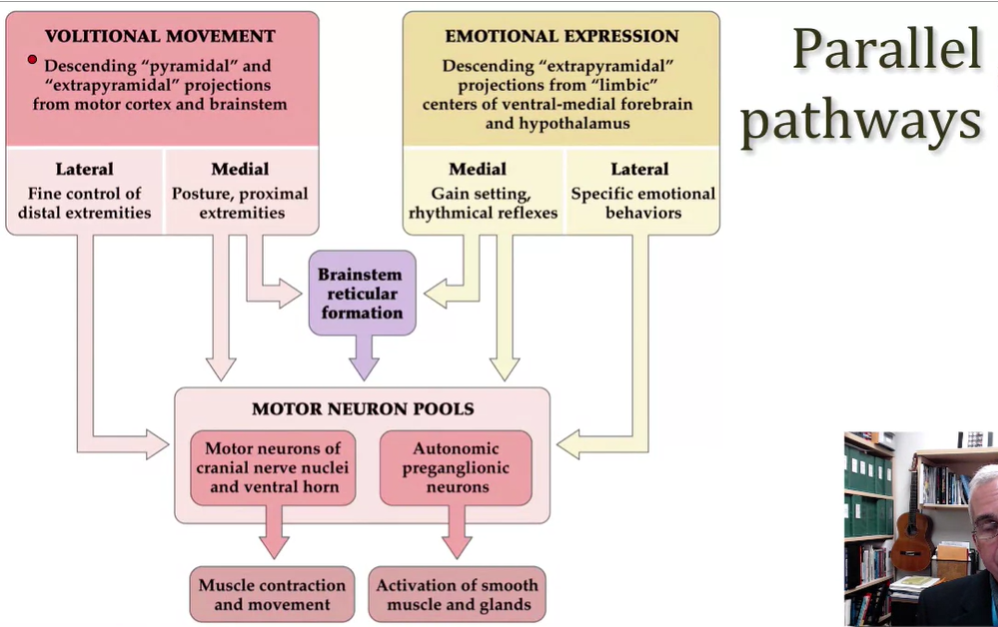 Parallel
pathways
VOLITIONAL MOVEMENT
Descending “pyramidal” and
“extrapyramidal” projections
from motor cortex and brainstem
Lateral
Fine control of
distal extremities
Medial
Posture, proximal
extremities
EMOTIONAL EXPRESSION
Descending “extrapyramidal”
projections from “limbic”
centers of ventral-medial forebrain
and hypothalamus
Medial
Gain setting,
rhythmical reflexes
Lateral
Specific emotional
behaviors
Brainstem
reticular
formation
MOTOR NEURON POOLS
Motor neurons of
cranial nerve nuclei
and ventral horn
Autonomic
preganglionic
neurons
Muscle contraction
and movement
Activation of smooth
muscle and glands